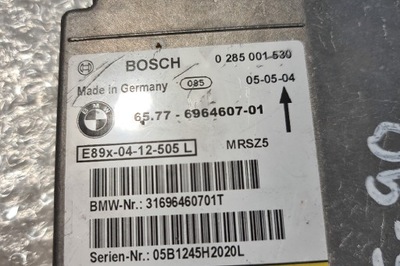 BOSCH
0 285 001 530
Made in Germany
085
05-05-04
BMW
65.77 - 6964607-01
E89x-04-12-505 L
MRSZ5
BMW-Nr.: 31696460701T
Serien-Nr.: 05B1245H2020L